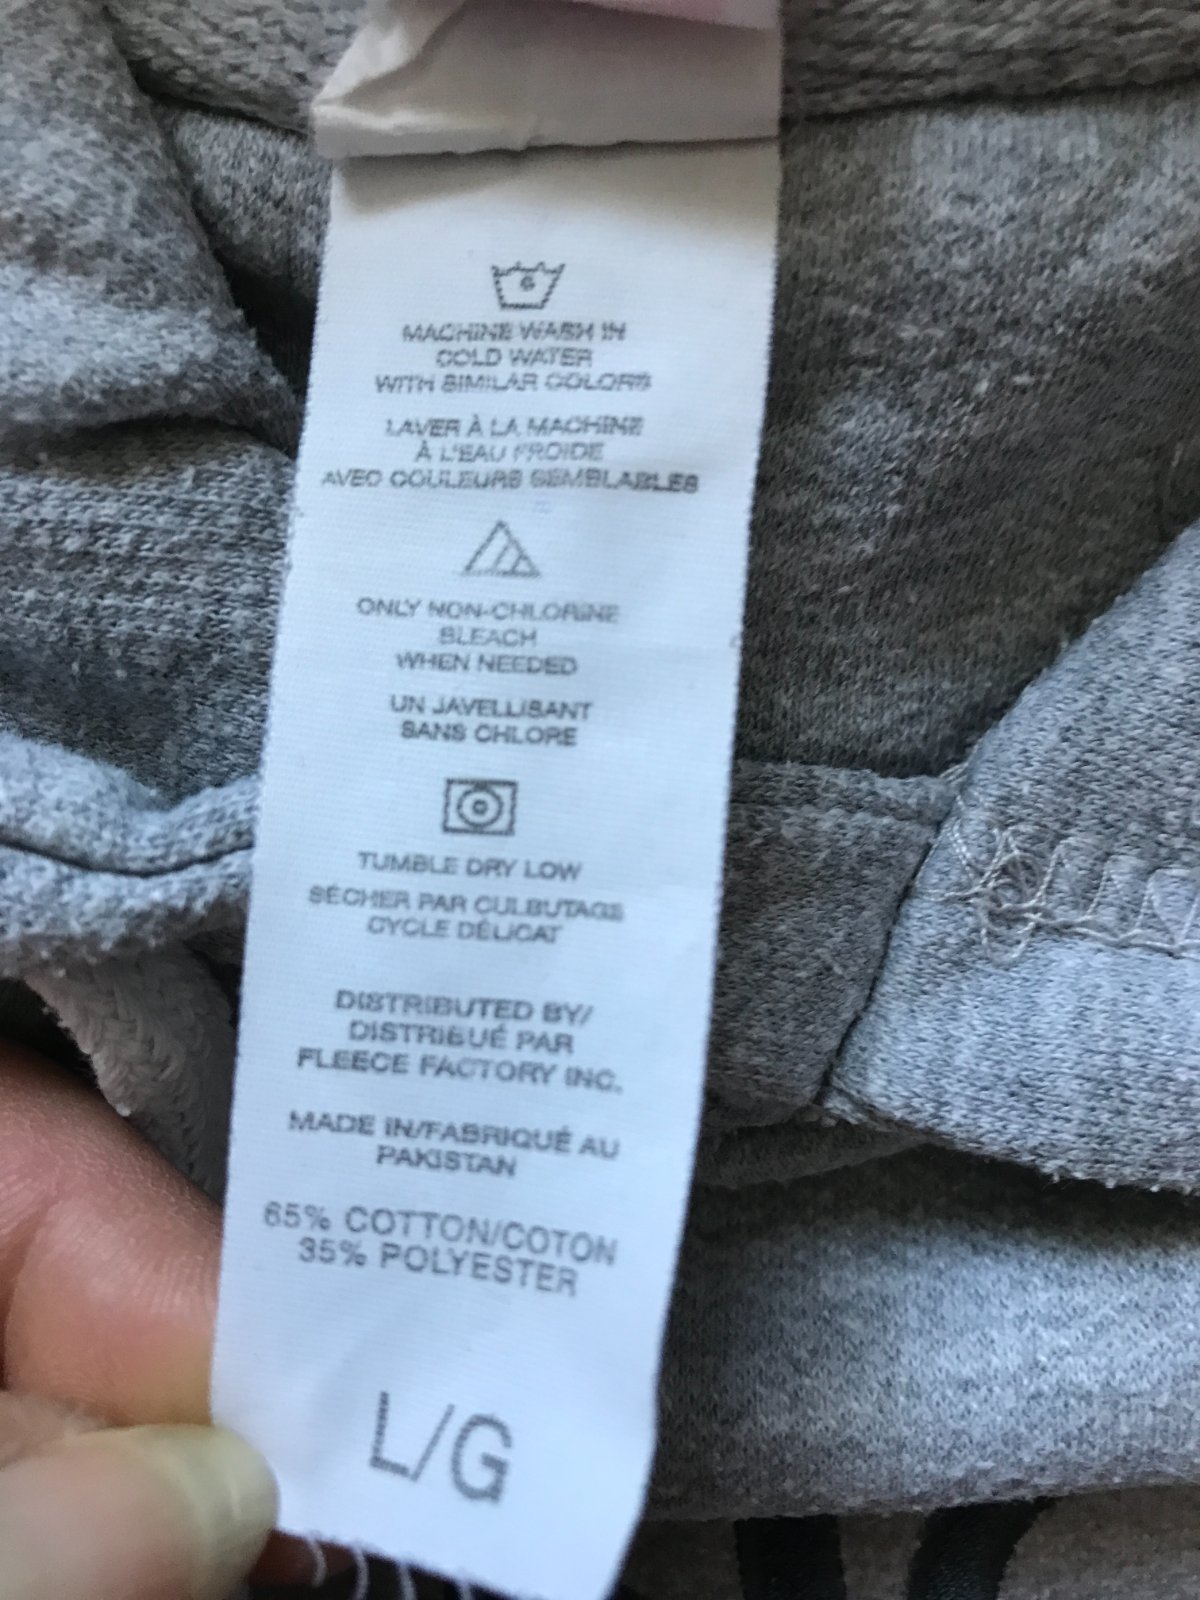 MACHINE WASH IN
COLD WATER
WITH SIMILAR COLORS
LAVER À LA MACHINE
À L'EAU FROIDE
AVEC COULEURS SEMBLABLES
ONLY NON-CHLORINE
BLEACH
WHEN NEEDED
UN JAVELLISANT
SANS CHLORE
TUMBLE DRY LOW
SÉCHER PAR CULBUTAGE
CYCLE DÉLICAT
DISTRIBUTED BY/
DISTRIBUÉ PAR
FLEECE FACTORY INC.
MADE IN/FABRIQUÉ AU
PAKISTAN
65% COTTON/COTON
35% POLYESTER
L/G